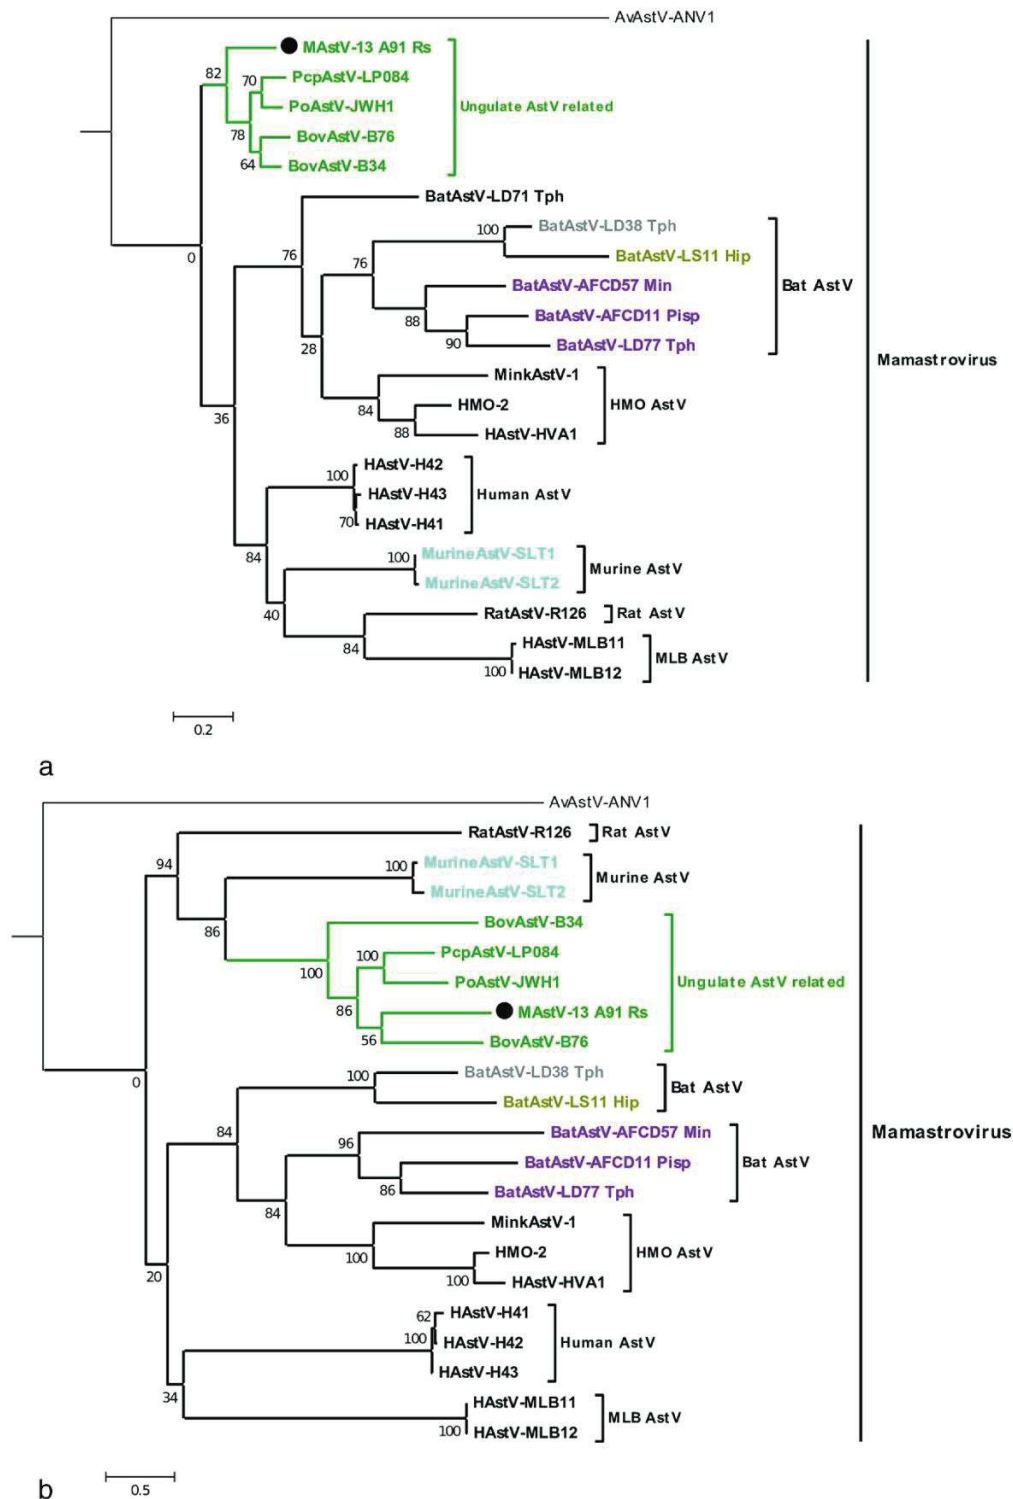 AvAstV-ANV1
MAstV-13 A91 Rs
82
70
PcpAstV-LP084
PoAstV-JWH1
Ungulate AstV related
78
BovAstV-B76
64
BovAstV-B34
BatAstV-LD71 Tph
100
BatAstV-LD38 Tph
0
76
76
BatAstV-LS11 Hip
BatAstV-AFCD57 Min
Bat AstV
88
BatAstV-AFCD11 Pisp
28
90
BatAstV-LD77 Tph
Mamastrovirus
MinkAstV-1
84
HMO-2
HMO AstV
36
88
HAstV-HVA1
HAstV-H42
100
HAstV-H43
Human AstV
70
HAstV-H41
84
100
MurineAstV-SLT1
Murine AstV
MurineAstV-SLT2
40
RatAstV-R126
Rat AstV
84
HAstV-MLB11
MLB AstV
100
HAstV-MLB12
0.2
a
AvAstV-ANV1
RatAstV-R126
Rat AstV
94
100
MurineAstV-SLT1
Murine AstV
MurineAstV-SLT2
86
BovAstV-B34
100
PcpAstV-LP084
100
PoAstV-JWH1
Ungulate AstV related
86
MAstV-13 A91 Rs
56
BovAstV-B76
0
100
BatAstV-LD38 Tph
Bat AstV
BatAstV-LS11 Hip
84
BatAstV-AFCD57 Min
Mamastrovirus
96
BatAstV-AFCD11 Pisp
Bat AstV
86
BatAstV-LD77 Tph
84
MinkAstV-1
100
HMO-2
HMO AstV
20
100
HAstV-HVA1
62
HAstV-H41
100
HAstV-H42
Human AstV
HAstV-H43
34
HAstV-MLB11
MLB AstV
100
HAstV-MLB12
0.5
b